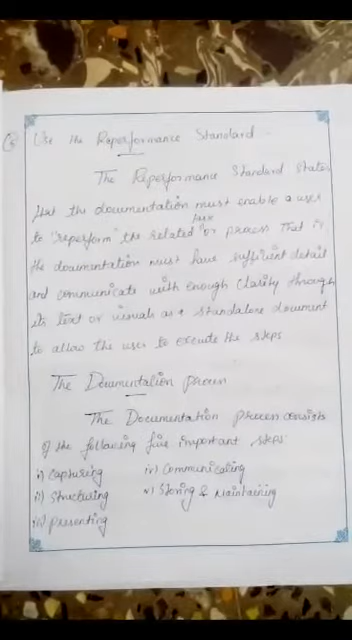 3) Use the Reperformance Standard.
The Reperformance Standard States
that the documentation must enable a user
to "reperform" the related task or process that is
the documentation must have sufficient detail
and communicate with enough clarity through
its text or visuals as a standalone document
to allow the user to execute the steps
The Documentation process
The Documentation process consists
of the following five important steps
i) Capturing
iv) Communicating
ii) Structuring
v) Storing & Maintaining
iii) Presenting